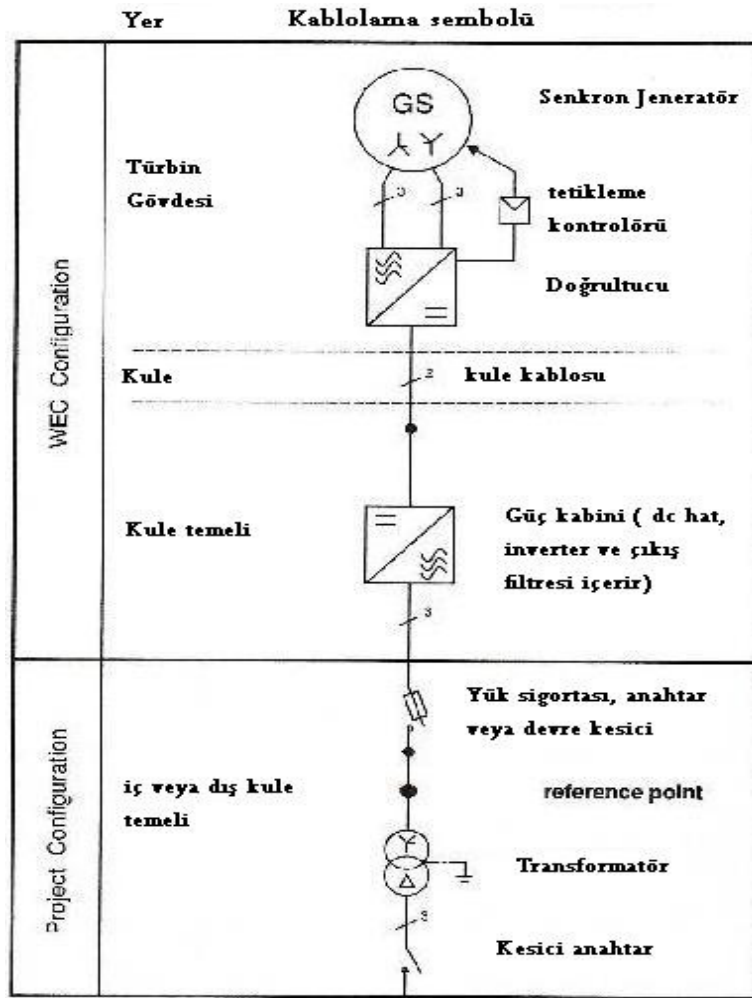 Yer Kablolama sembolü
GS
Senkron Jeneratör
Türbin
Gövdesi
3 3
tetikleme
kontrolörü
Doğrultucu
WEC Configuration
Kule
2
kule kablosu
Kule temeli
Güç kabini ( dc hat,
inverter ve çıkış
filtresi içerir)
3
Yük sigortası, anahtar
veya devre kesici
Project Configuration
iç veya dış kule
temeli
reference point
Transformatör
3
Kesici anahtar